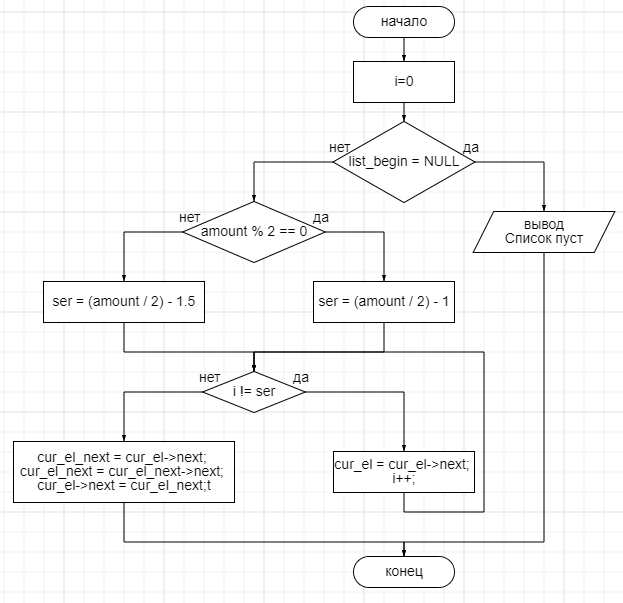 начало
i=0
нет
да
list_begin = NULL
вывод
Список пуст
нет
да
amount % 2 == 0
ser = (amount / 2) - 1.5
ser = (amount / 2) - 1
нет
да
i != ser
cur_el_next = cur_el->next;
cur_el_next = cur_el_next->next;
cur_el->next = cur_el_next;t
cur_el = cur_el->next;
i++;
конец